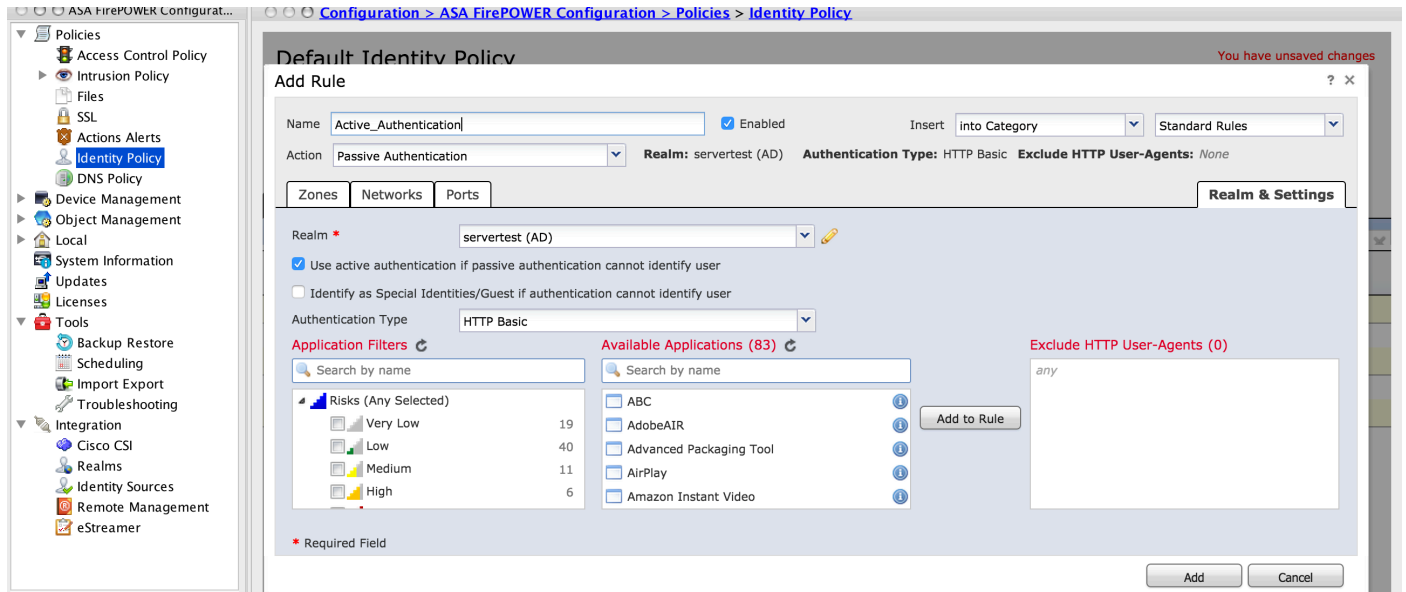 ASA FirePOWER Configurat...
Configuration > ASA FirePOWER Configuration > Policies > Identity Policy
Policies
Access Control Policy
Intrusion Policy
Files
SSL
Actions Alerts
Identity Policy
DNS Policy
Device Management
Object Management
Local
System Information
Updates
Licenses
Tools
Backup Restore
Scheduling
Import Export
Troubleshooting
Integration
Cisco CSI
Realms
Identity Sources
Remote Management
eStreamer
Default Identity Policy
You have unsaved changes
Add Rule
? ×
Name Active_Authentication Enabled Insert into Category Standard Rules
Action Passive Authentication Realm: servertest (AD) Authentication Type: HTTP Basic Exclude HTTP User-Agents: None
Zones Networks Ports Realm & Settings
Realm * servertest (AD)
Use active authentication if passive authentication cannot identify user
Identify as Special Identities/Guest if authentication cannot identify user
Authentication Type HTTP Basic
Application Filters Available Applications (83) Exclude HTTP User-Agents (0)
Search by name Search by name any
Risks (Any Selected) ABC
Very Low 19 AdobeAIR
Low 40 Advanced Packaging Tool
Medium 11 AirPlay
High 6 Amazon Instant Video
Add to Rule
* Required Field
Add Cancel